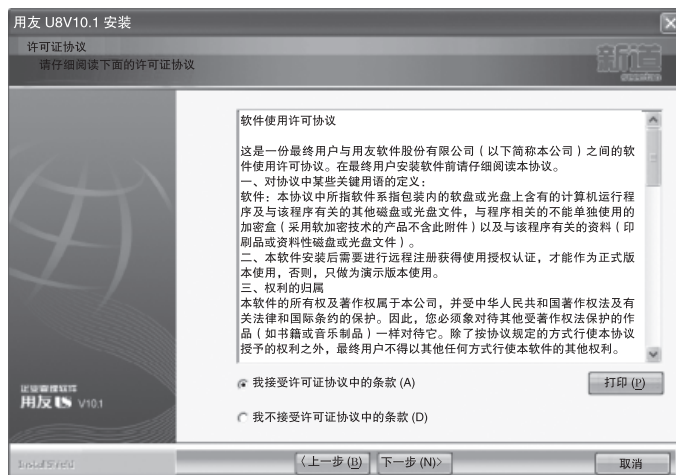 用友 U8V10.1 安装
许可证协议
请仔细阅读下面的许可证协议
新道
软件使用许可协议
这是一份最终用户与用友软件股份有限公司（以下简称本公司）之间的软
件使用许可协议。在最终用户安装软件前请仔细阅读本协议。
一、对协议中某些关键用语的定义：
软件：本协议中所指软件系指包装内的软盘或光盘上含有的计算机运行程
序及与该程序有关的其他磁盘或光盘文件，与程序相关的不能单独使用的
加密盒（采用软加密技术的产品不含此附件）以及与该程序有关的资料（印
刷品或资料性磁盘或光盘文件）。
二、本软件安装后需要进行远程注册获得使用授权认证，才能作为正式版
本使用，否则，只做为演示版本使用。
三、权利的归属
本软件的所有权及著作权属于本公司，并受中华人民共和国著作权法及有
关法律和国际条约的保护。因此，您必须象对待其他受著作权法保护的作
品（如书籍或音乐制品）一样对待它。除了按协议规定的方式行使本协议
授予的权利之外，最终用户不得以其他任何方式行使本软件的其他权利。
我接受许可证协议中的条款 (A)
打印 (P)
我不接受许可证协议中的条款 (D)
企业管理软件
用友 U8 V10.1
InstallShield
〈上一步 (B)
下一步 (N)〉
取消